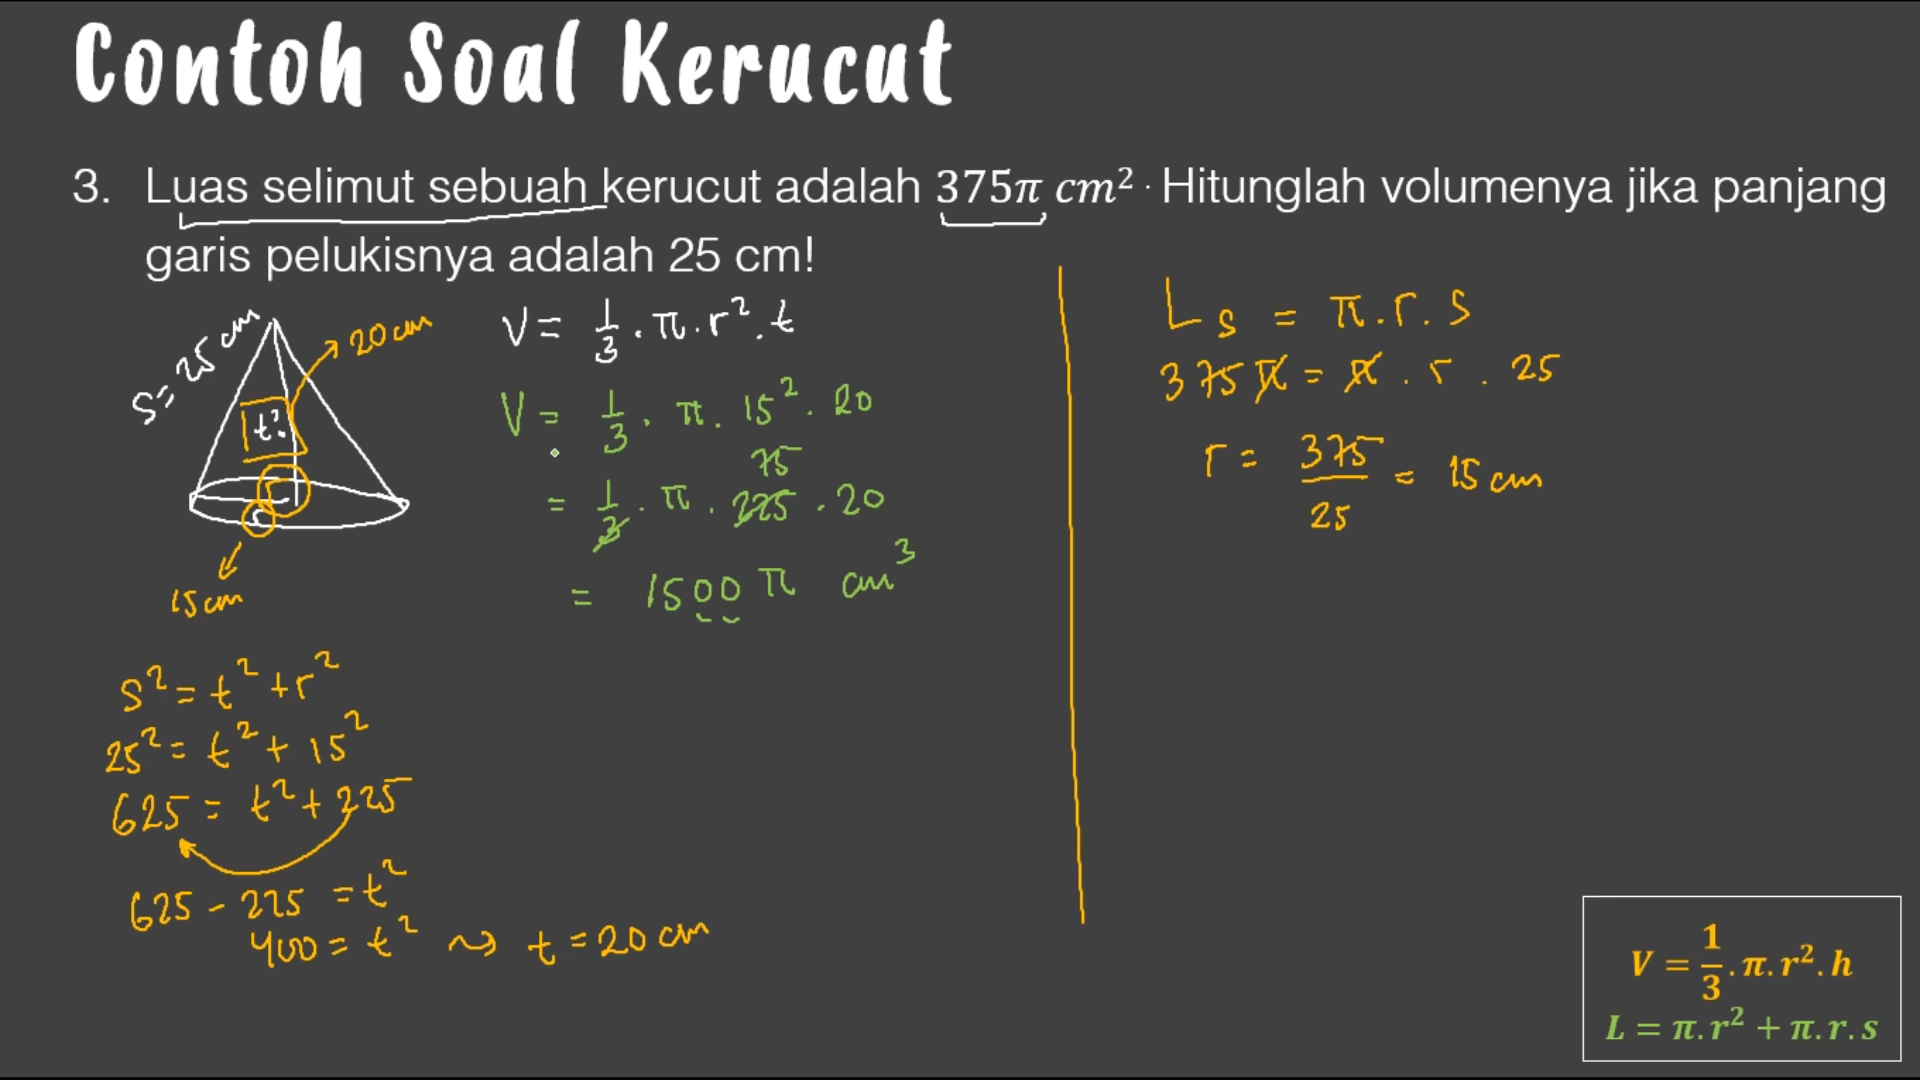 Contoh Soal Kerucut
3. Luas selimut sebuah kerucut adalah 375π cm². Hitunglah volumenya jika panjang
garis pelukisnya adalah 25 cm!
s = 25 cm
20 cm
t?
r
15 cm
s² = t² + r²
25² = t² + 15²
625 = t² + 225
625 - 225 = t²
400 = t² ⇝ t = 20 cm
V = 1/3 . π . r² . t
V = 1/3 . π . 15² . 20
75
= 1/3 . π . 225 . 20
= 1500 π cm³
Ls = π . r . s
375 π = π . r . 25
r = 375/25 = 15 cm
V = 1/3 . π. r². h
L = π. r² + π. r. s